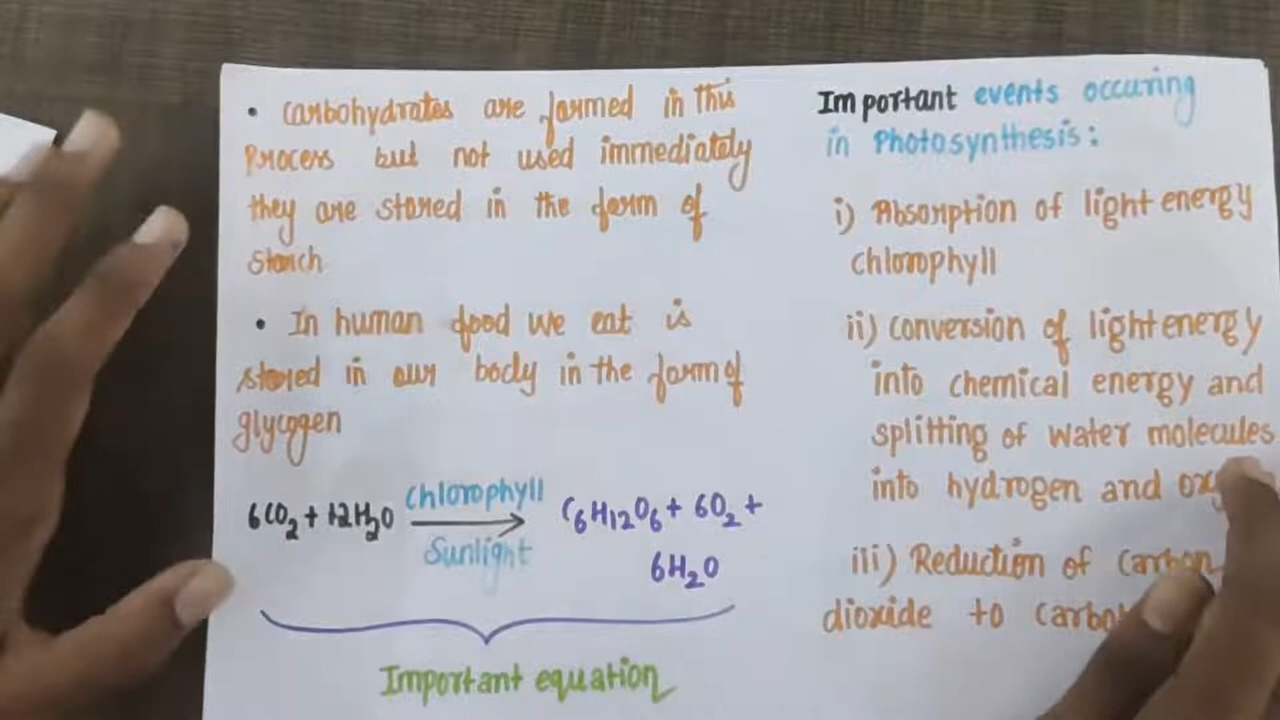 • Carbohydrates are formed in this
Process but not used immediately
they are stored in the form of
starch
• In human food we eat is
stored in our body in the form of
glycogen
6CO₂ + 12H₂O Chlorophyll Sunlight → C₆H₁₂O₆ + 6O₂ +
6H₂O
Important equation
Important events occuring
in Photosynthesis:
i) Absorption of light energy
chlorophyll
ii) Conversion of light energy
into chemical energy and
splitting of water molecules
into hydrogen and
iii) Reduction of Carbon
dioxide to